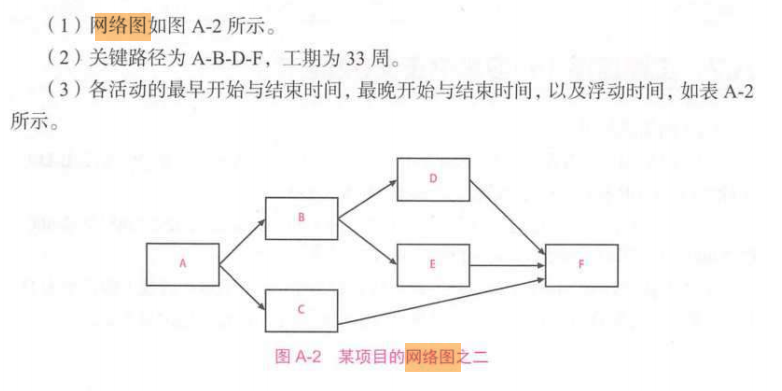 （1）网络图如图 A-2 所示。
（2）关键路径为 A-B-D-F，工期为 33 周。
（3）各活动的最早开始与结束时间，最晚开始与结束时间，以及浮动时间，如表 A-2
所示。
D
B
A
E
F
C
图 A-2 某项目的网络图之二